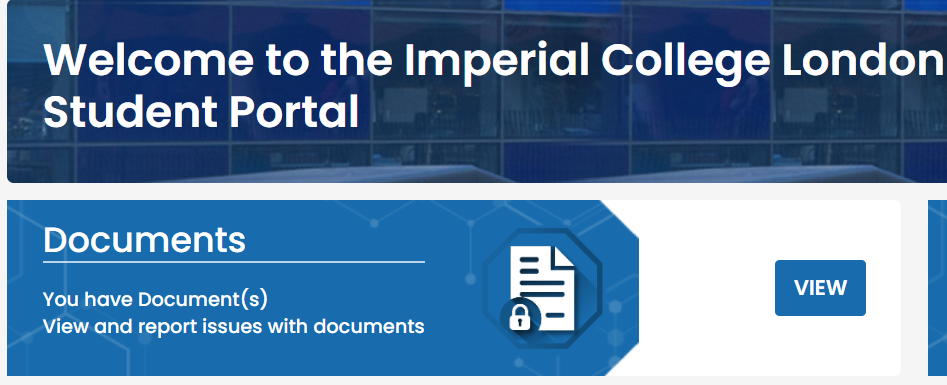 Welcome to the Imperial College London
Student Portal
Documents
You have Document(s)
View and report issues with documents
VIEW